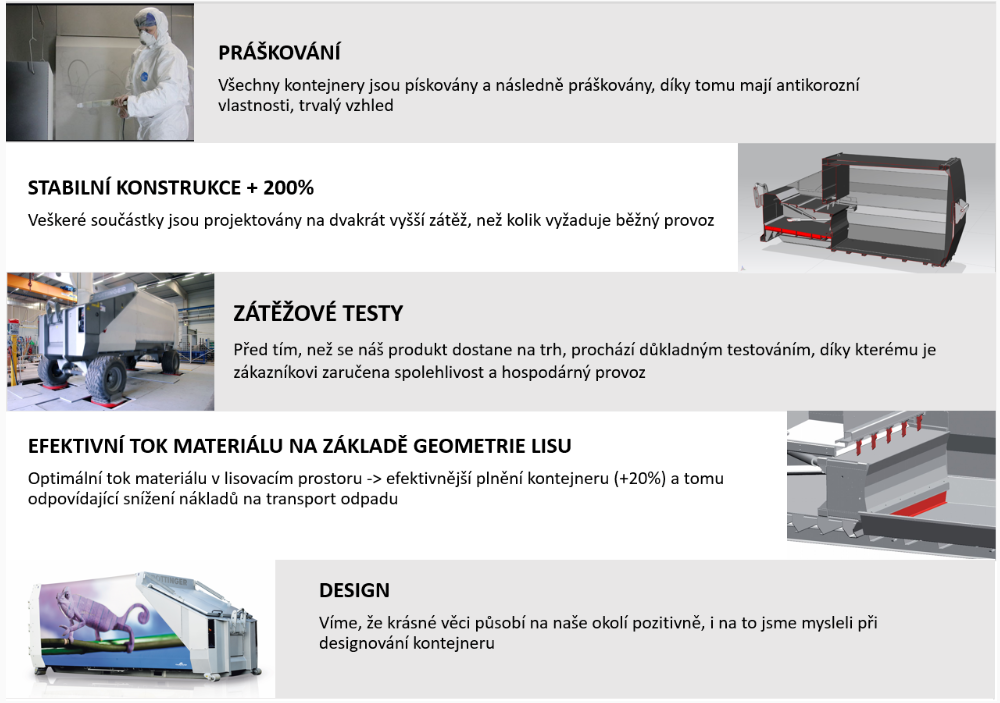 PRÁŠKOVÁNÍ
Všechny kontejnery jsou pískovány a následně práškovány, díky tomu mají antikorozní
vlastnosti, trvalý vzhled
STABILNÍ KONSTRUKCE + 200%
Veškeré součástky jsou projektovány na dvakrát vyšší zátěž, než kolik vyžaduje běžný provoz
ZÁTĚŽOVÉ TESTY
Před tím, než se náš produkt dostane na trh, prochází důkladným testováním, díky kterému je
zákazníkovi zaručena spolehlivost a hospodárný provoz
EFEKTIVNÍ TOK MATERIÁLU NA ZÁKLADĚ GEOMETRIE LISU
Optimální tok materiálu v lisovacím prostoru -> efektivnější plnění kontejneru (+20%) a tomu
odpovídající snížení nákladů na transport odpadu
DESIGN
Víme, že krásné věci působí na naše okolí pozitivně, i na to jsme mysleli při
designování kontejneru